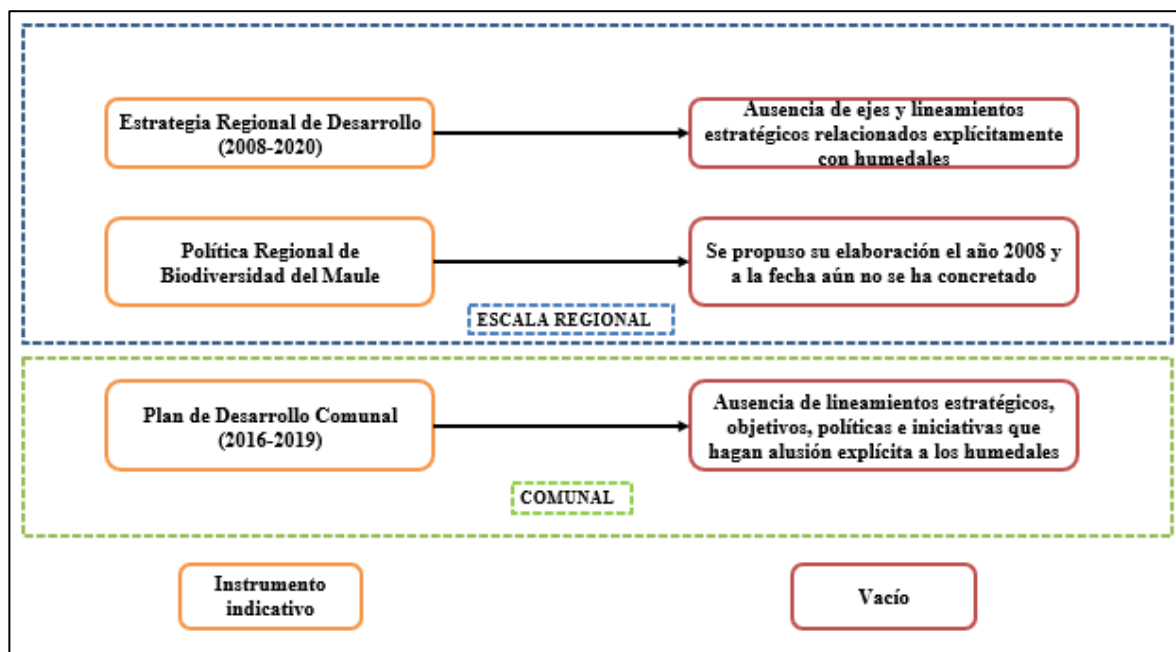 Estrategia Regional de Desarrollo
(2008-2020)
Ausencia de ejes y lineamientos
estratégicos relacionados explícitamente
con humedales
Política Regional de
Biodiversidad del Maule
Se propuso su elaboración el año 2008 y
a la fecha aún no se ha concretado
ESCALA REGIONAL
Plan de Desarrollo Comunal
(2016-2019)
Ausencia de lineamientos estratégicos,
objetivos, políticas e iniciativas que
hagan alusión explícita a los humedales
COMUNAL
Instrumento
indicativo
Vacío